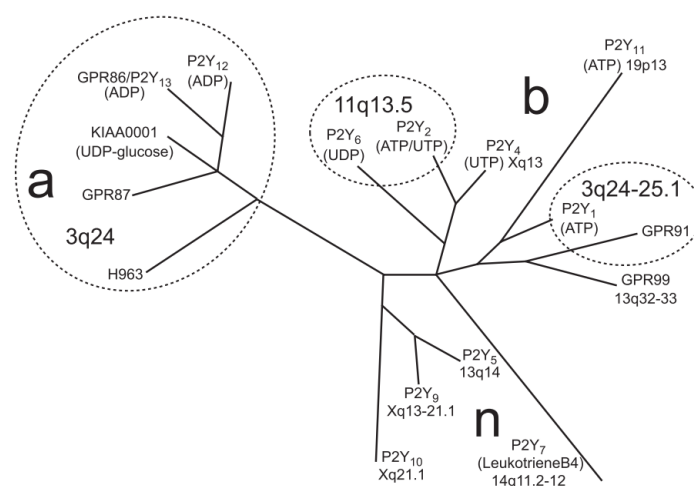 P2Y11
(ATP) 19p13
P2Y12
(ADP)
GPR86/P2Y13
(ADP)
KIAA0001
(UDP-glucose)
a
GPR87
3q24
H963
11q13.5
P2Y6
(UDP)
P2Y2
(ATP/UTP)
P2Y4
(UTP) Xq13
b
3q24-25.1
P2Y1
(ATP)
GPR91
GPR99
13q32-33
P2Y5
13q14
P2Y9
Xq13-21.1
P2Y10
Xq21.1
n
P2Y7
(LeukotrieneB4)
14q11.2-12